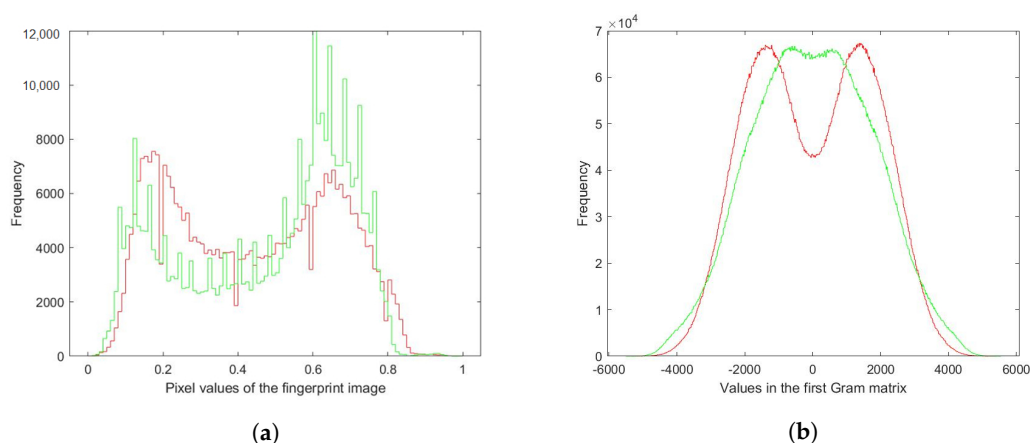 12,000
10,000
8000
6000
4000
2000
0
Frequency
0 0.2 0.4 0.6 0.8 1
Pixel values of the fingerprint image
(a)
×10⁴
7
6
5
4
3
2
1
0
Frequency
-6000 -4000 -2000 0 2000 4000 6000
Values in the first Gram matrix
(b)